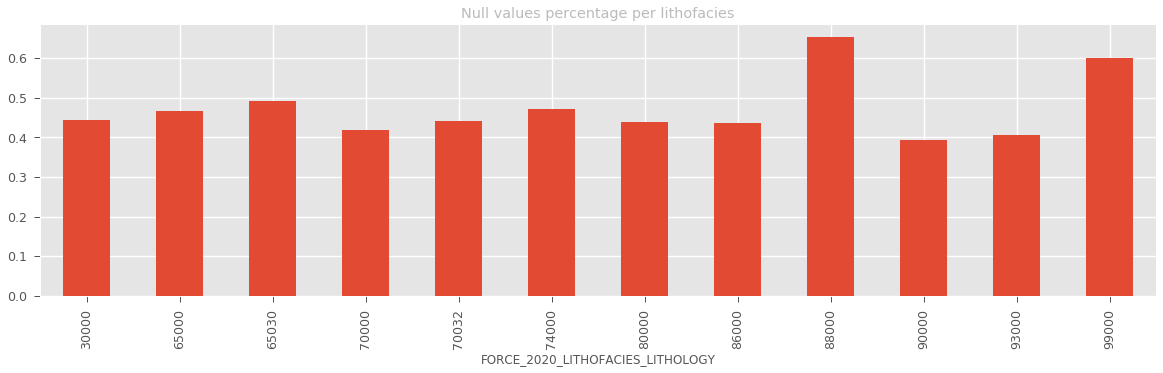 Null values percentage per lithofacies
0.6
0.5
0.4
0.3
0.2
0.1
0.0
30000 65000 65030 70000 70032 74000 80000 86000 88000 90000 93000 99000
FORCE_2020_LITHOFACIES_LITHOLOGY